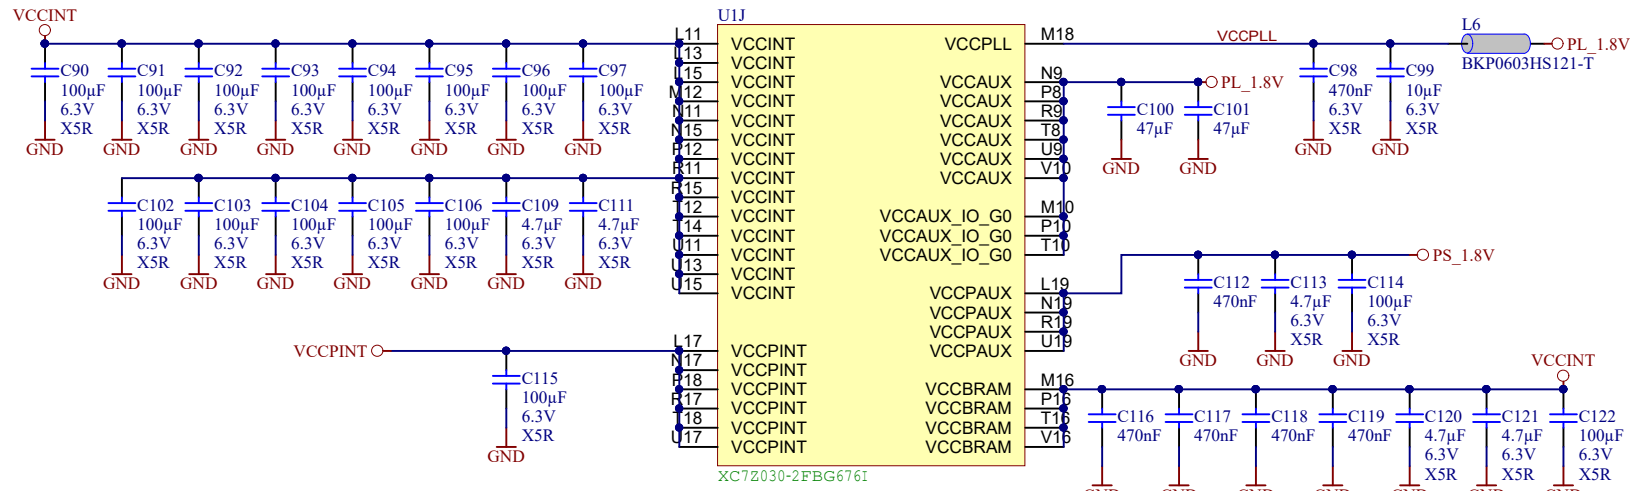 VCCINT
U1J
L6
PL_1.8V
BKP0603HS121-T
VCCPLL
C90
100µF
6.3V
X5R
GND
C91
100µF
6.3V
X5R
GND
C92
100µF
6.3V
X5R
GND
C93
100µF
6.3V
X5R
GND
C94
100µF
6.3V
X5R
GND
C95
100µF
6.3V
X5R
GND
C96
100µF
6.3V
X5R
GND
C97
100µF
6.3V
X5R
GND
C102
100µF
6.3V
X5R
GND
C103
100µF
6.3V
X5R
GND
C104
100µF
6.3V
X5R
GND
C105
100µF
6.3V
X5R
GND
C106
100µF
6.3V
X5R
GND
C109
4.7µF
6.3V
X5R
GND
C111
4.7µF
6.3V
X5R
GND
VCCPINT
C115
100µF
6.3V
X5R
GND
L11 VCCINT
L13 VCCINT
L15 VCCINT
M12 VCCINT
N11 VCCINT
N15 VCCINT
P12 VCCINT
R11 VCCINT
R15 VCCINT
T12 VCCINT
T14 VCCINT
U11 VCCINT
U13 VCCINT
U15 VCCINT
L17 VCCPINT
N17 VCCPINT
P18 VCCPINT
R17 VCCPINT
T18 VCCPINT
U17 VCCPINT
VCCPLL M18
VCCAUX N9
VCCAUX P8
VCCAUX R9
VCCAUX T8
VCCAUX U9
VCCAUX V10
VCCAUX_IO_G0 M10
VCCAUX_IO_G0 P10
VCCAUX_IO_G0 T10
VCCPAUX L19
VCCPAUX N19
VCCPAUX R19
VCCPAUX U19
VCCBRAM M16
VCCBRAM P16
VCCBRAM T16
VCCBRAM V16
XC7Z030-2FBG676I
PL_1.8V
C100
47µF
GND
C101
47µF
GND
C98
470nF
6.3V
X5R
GND
C99
10µF
6.3V
X5R
GND
PS_1.8V
C112
470nF
GND
C113
4.7µF
6.3V
X5R
GND
C114
100µF
6.3V
X5R
GND
VCCINT
C116
470nF
GND
C117
470nF
GND
C118
470nF
GND
C119
470nF
GND
C120
4.7µF
6.3V
X5R
GND
C121
4.7µF
6.3V
X5R
GND
C122
100µF
6.3V
X5R
GND